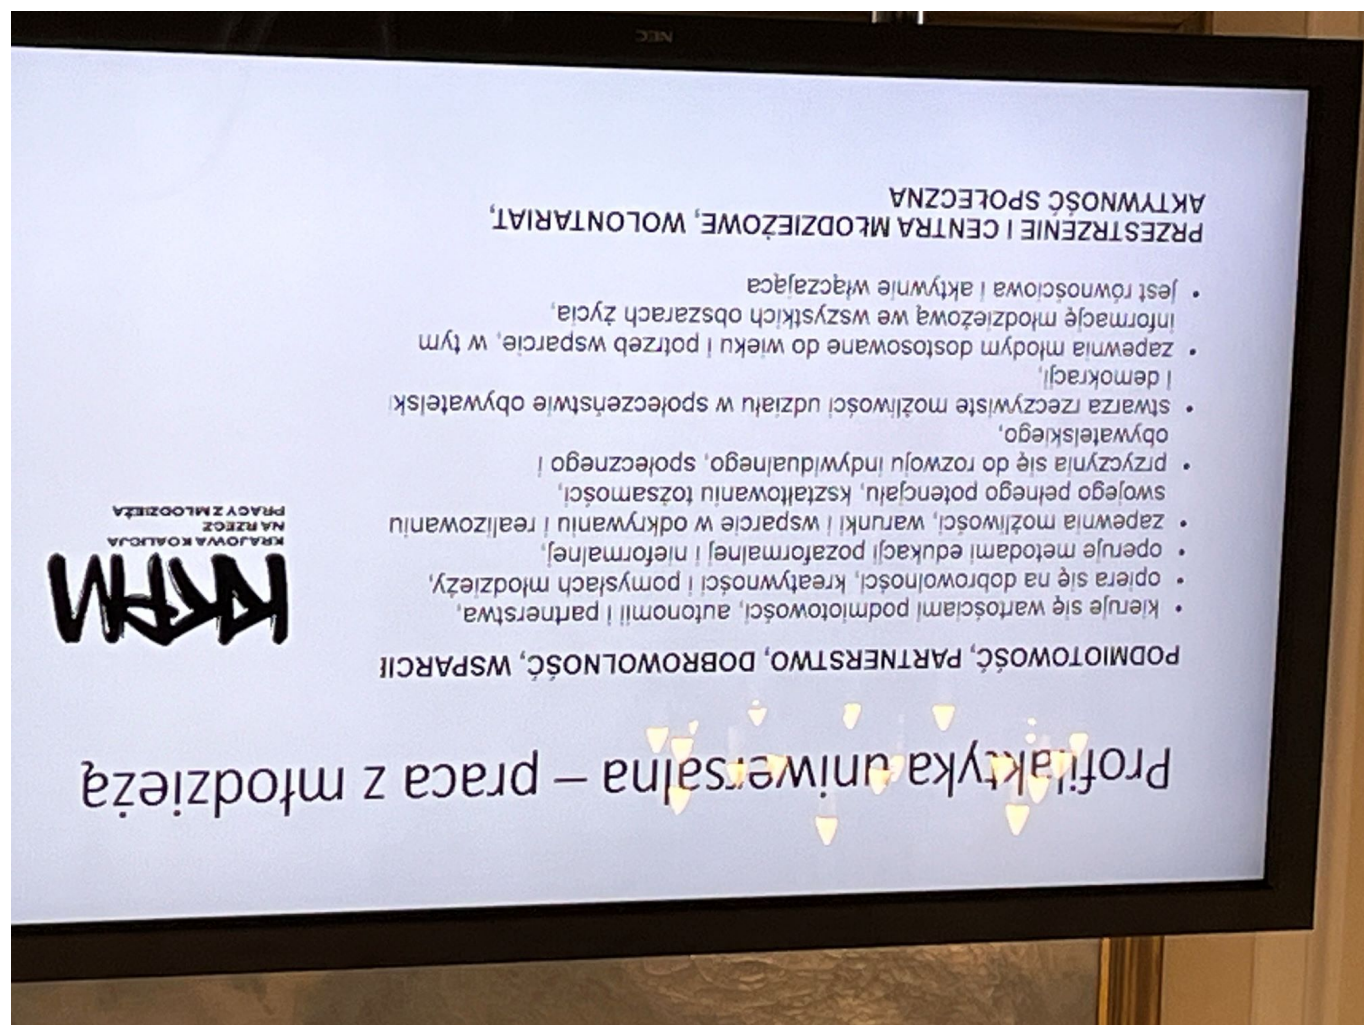 Profilaktyka uniwersalna – praca z młodzieżą
PODMIOTOWOŚĆ, PARTNERSTWO, DOBROWOLNOŚĆ, WSPARCIE
• kieruje się wartościami podmiotowości, autonomii i partnerstwa,
• opiera się na dobrowolności, kreatywności i pomysłach młodzieży,
• operuje metodami edukacji pozaformalnej i nieformalnej,
• zapewnia możliwości, warunki i wsparcie w odkrywaniu i realizowaniu
swojego pełnego potencjału, kształtowaniu tożsamości,
• przyczynia się do rozwoju indywidualnego, społecznego i
obywatelskiego,
• stwarza rzeczywiste możliwości udziału w społeczeństwie obywatelski
i demokracji,
• zapewnia młodym dostosowane do wieku i potrzeb wsparcie, w tym
informację młodzieżową we wszystkich obszarach życia,
• jest równościowa i aktywnie włączająca
PRZESTRZENIE I CENTRA MŁODZIEŻOWE, WOLONTARIAT,
AKTYWNOŚĆ SPOŁECZNA
KRPM
KRAJOWA KOALICJA
NA RZECZ
PRACY Z MŁODZIEŻĄ
NEC